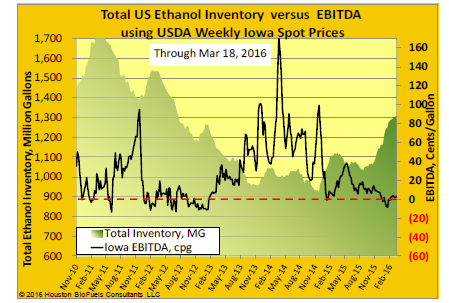 Total US Ethanol Inventory versus EBITDA
using USDA Weekly Iowa Spot Prices
Through Mar 18, 2016
Total Ethanol Inventory, Million Gallons
1,700
1,600
1,500
1,400
1,300
1,200
1,100
1,000
900
800
700
600
160
140
120
100
80
60
40
20
0
(20)
(40)
(60)
EBITDA, Cents/Gallon
Total Inventory, MG
Iowa EBITDA, cpg
Nov-10
Feb-11
May-11
Aug-11
Nov-11
Feb-12
May-12
Aug-12
Nov-12
Feb-13
May-13
Aug-13
Nov-13
Feb-14
May-14
Aug-14
Nov-14
Feb-15
May-15
Aug-15
Nov-15
Feb-16
© 2016 Houston BioFuels Consultants LLC